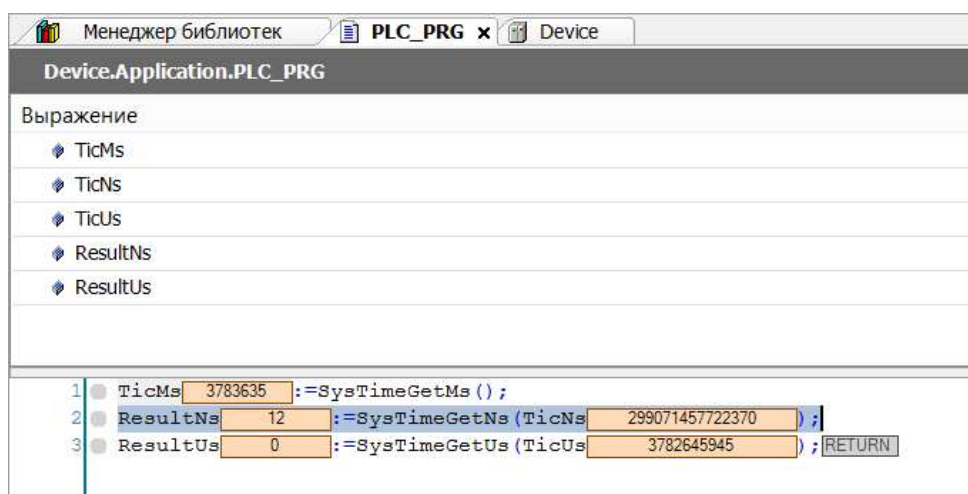 Менеджер библиотек PLC_PRG x Device
Device.Application.PLC_PRG
Выражение
TicMs
TicNs
TicUs
ResultNs
ResultUs
1 TicMs 3783635 :=SysTimeGetMs();
2 ResultNs 12 :=SysTimeGetNs(TicNs 299071457722370 );
3 ResultUs 0 :=SysTimeGetUs(TicUs 3782645945 );RETURN